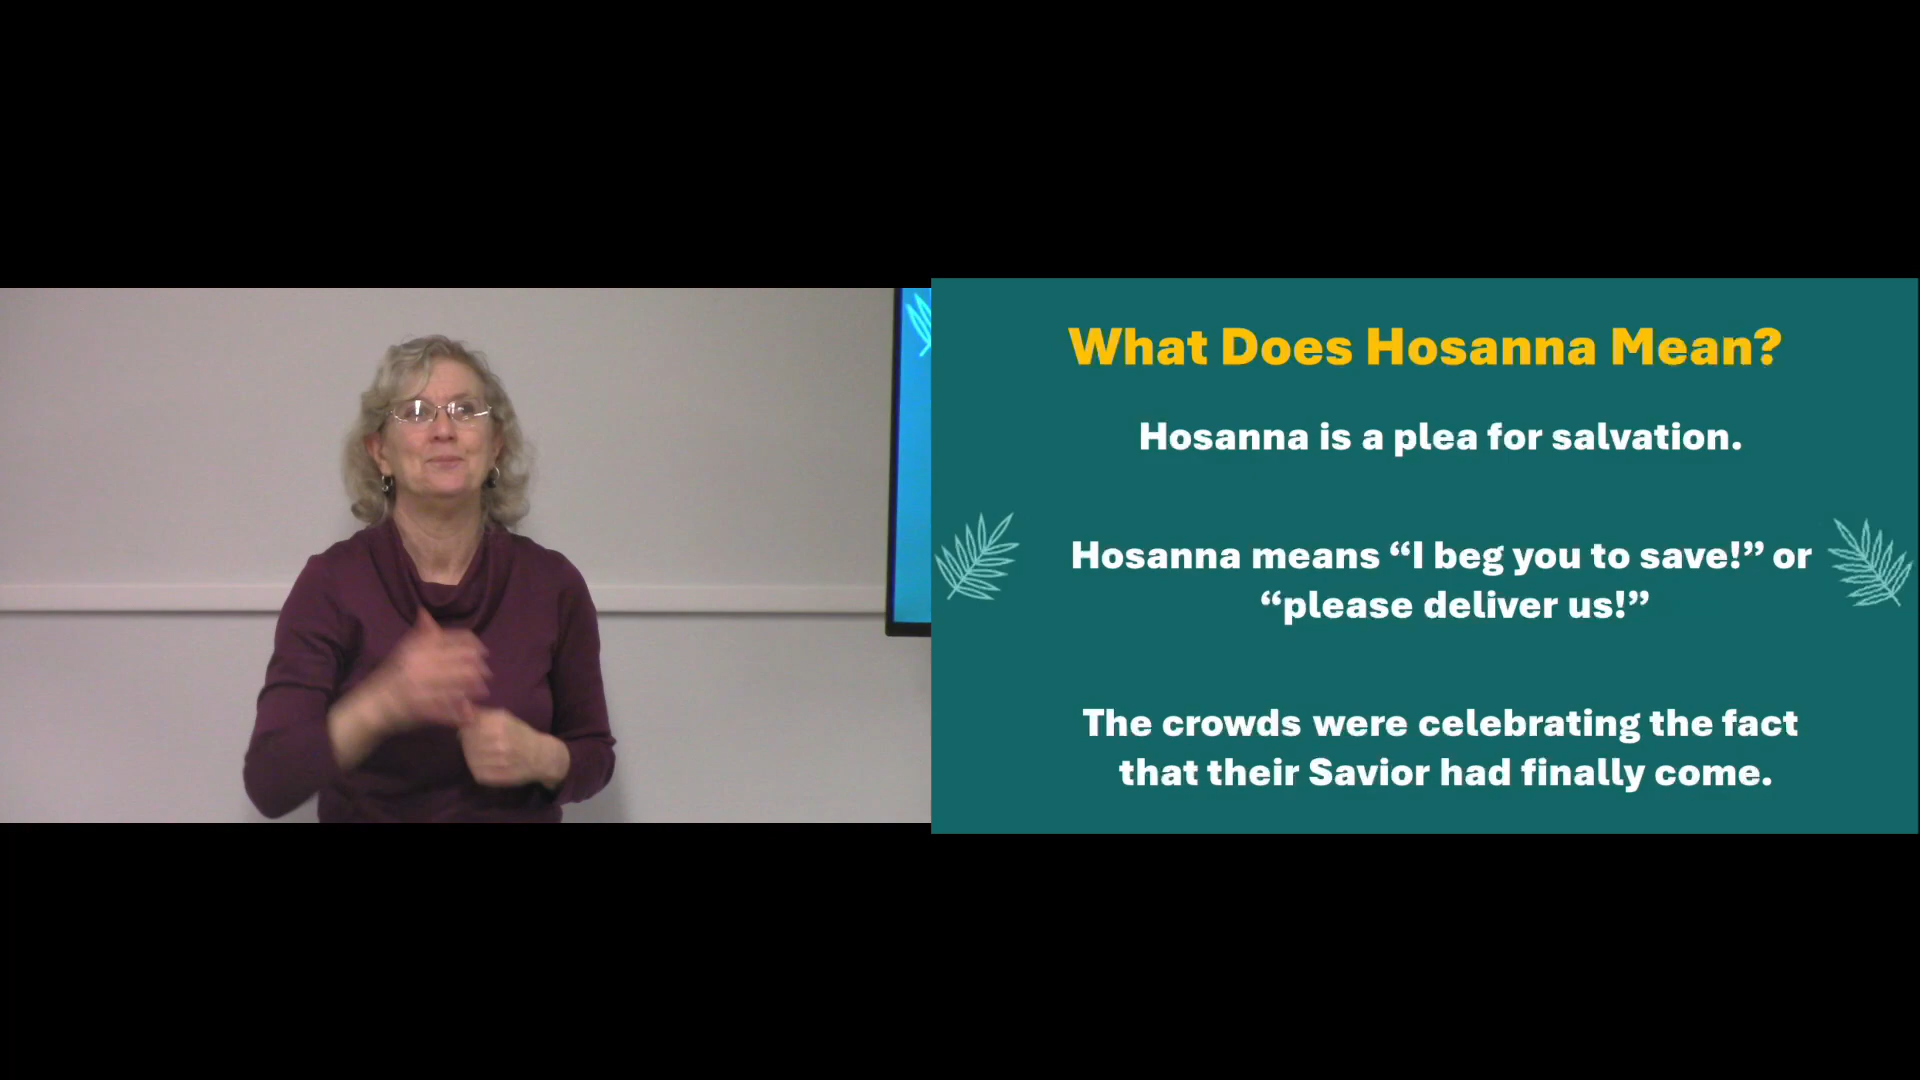 What Does Hosanna Mean?
Hosanna is a plea for salvation.
Hosanna means “I beg you to save!” or
“please deliver us!”
The crowds were celebrating the fact
that their Savior had finally come.